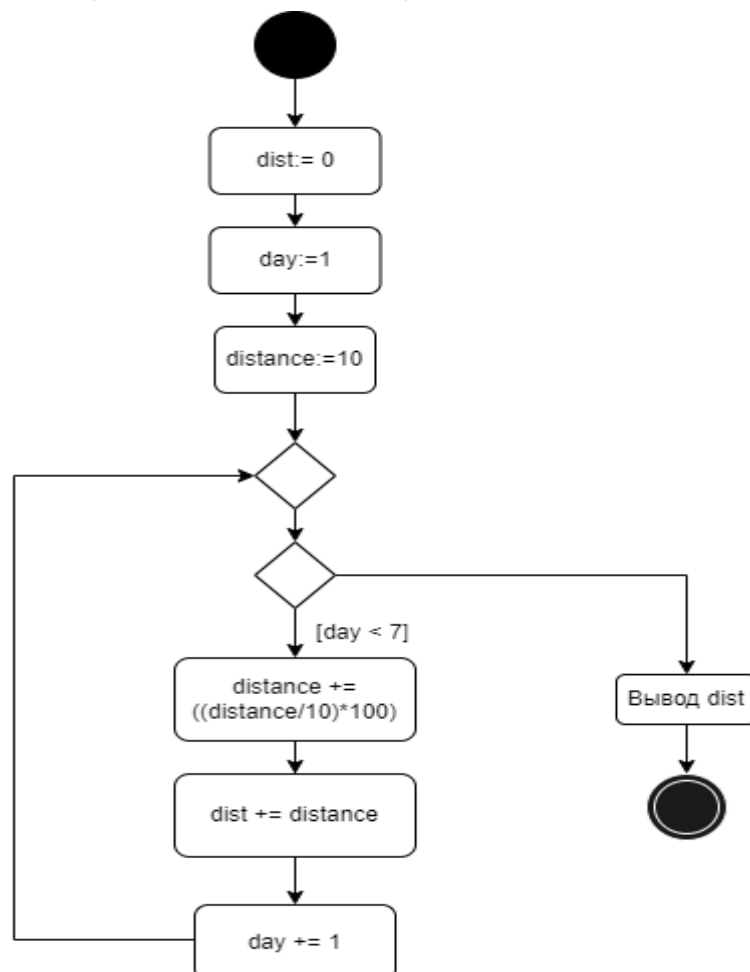 dist:= 0
day:=1
distance:=10
[day < 7]
distance +=
((distance/10)*100)
Вывод dist
dist += distance
day += 1